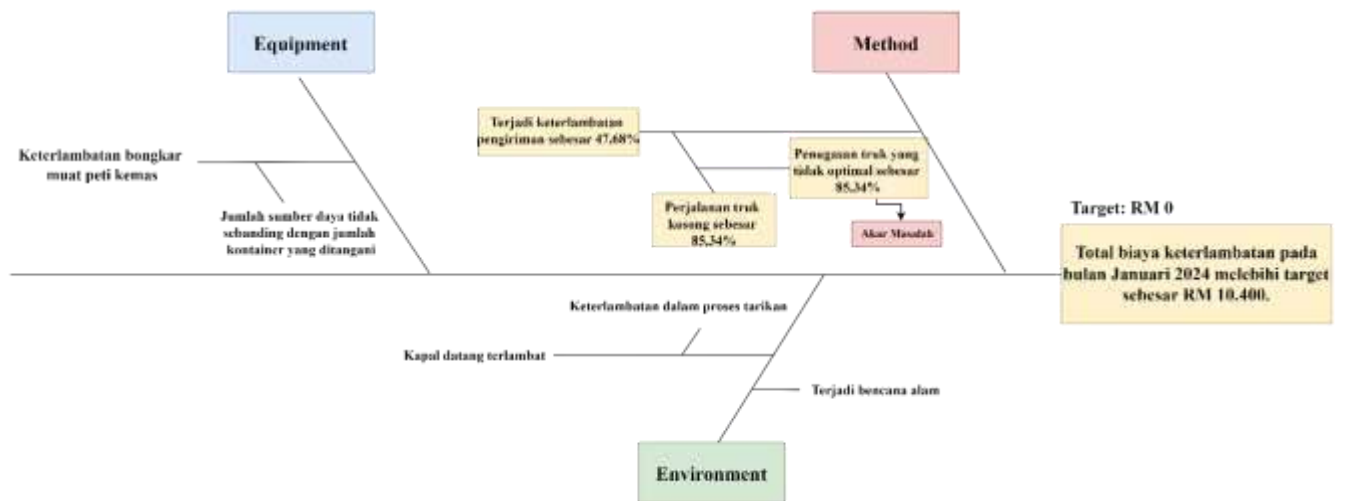 Equipment
Method
Terjadi keterlambatan
pengiriman sebesar 47.68%
Keterlambatan bongkar
muat peti kemas
Penugasan truk yang
tidak optimal sebesar
85.34%
Jumlah sumber daya tidak
sebanding dengan jumlah
kontainer yang ditangani
Perjalanan truk
kosong sebesar
85.34%
Akar Masalah
Target: RM 0
Total biaya keterlambatan pada
bulan Januari 2024 melebihi target
sebesar RM 10.400.
Keterlambatan dalam proses tarikan
Kapal datang terlambat
Terjadi bencana alam
Environment